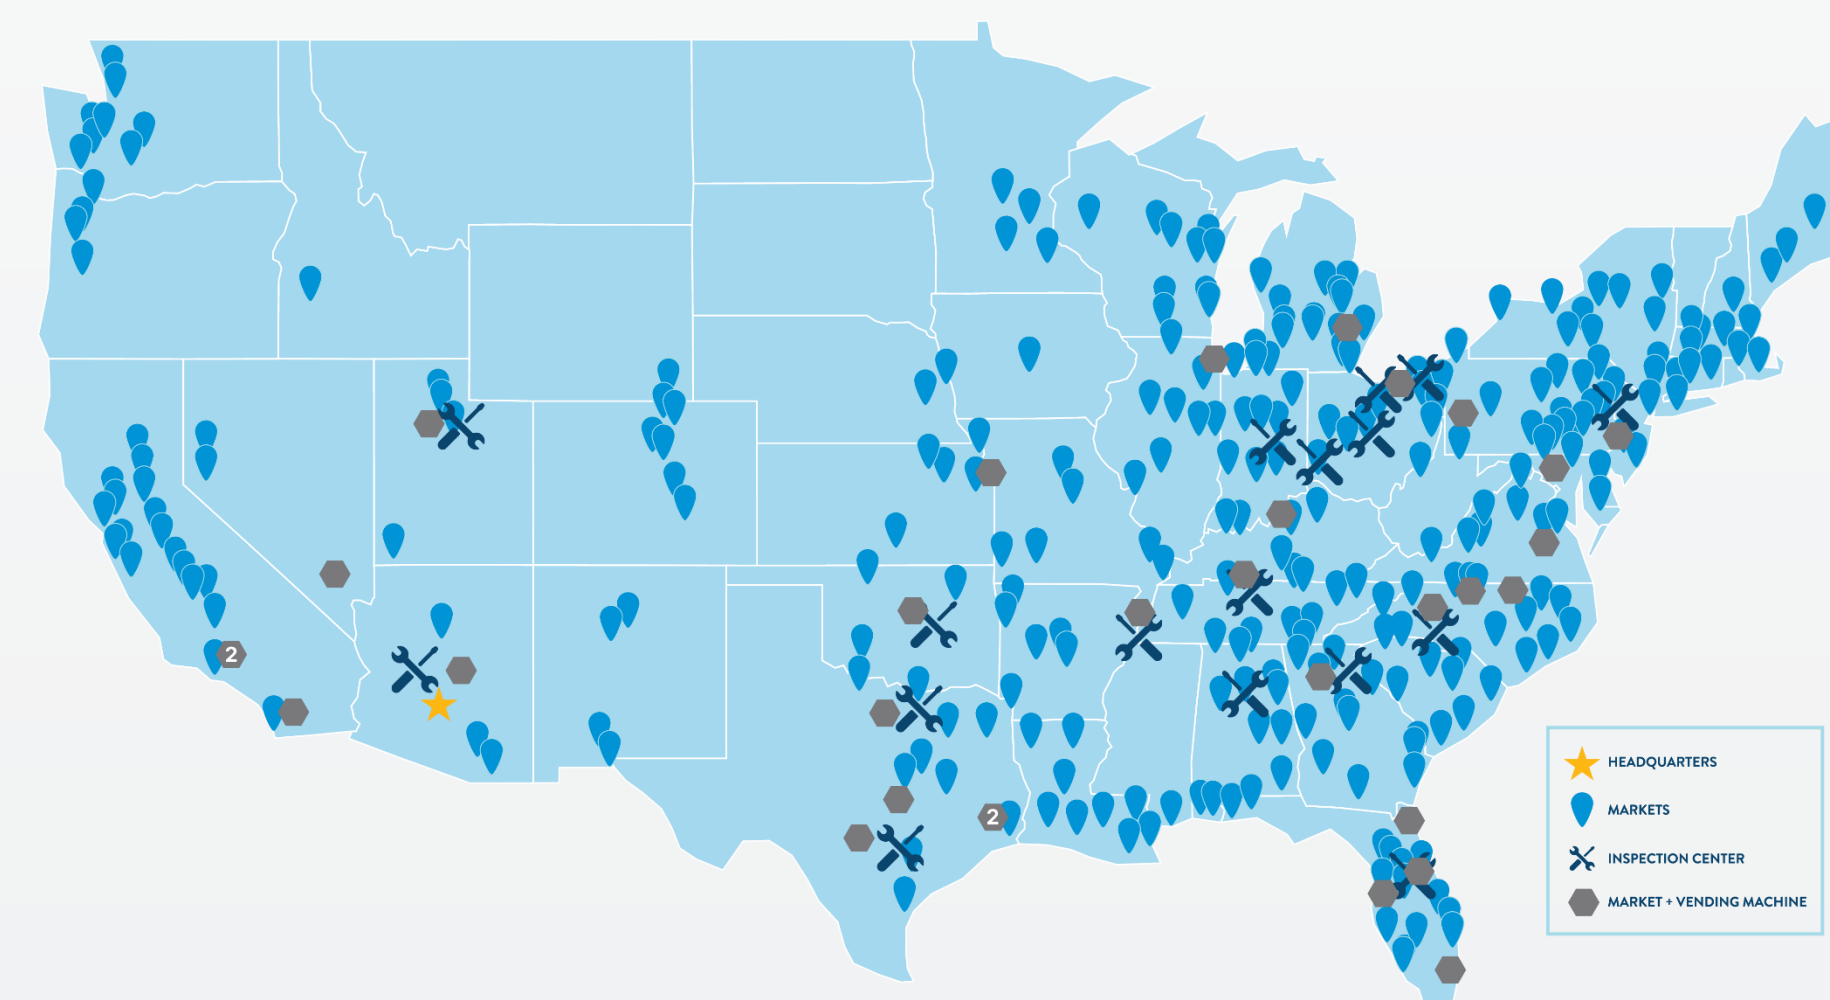 2
2
HEADQUARTERS
MARKETS
INSPECTION CENTER
MARKET + VENDING MACHINE